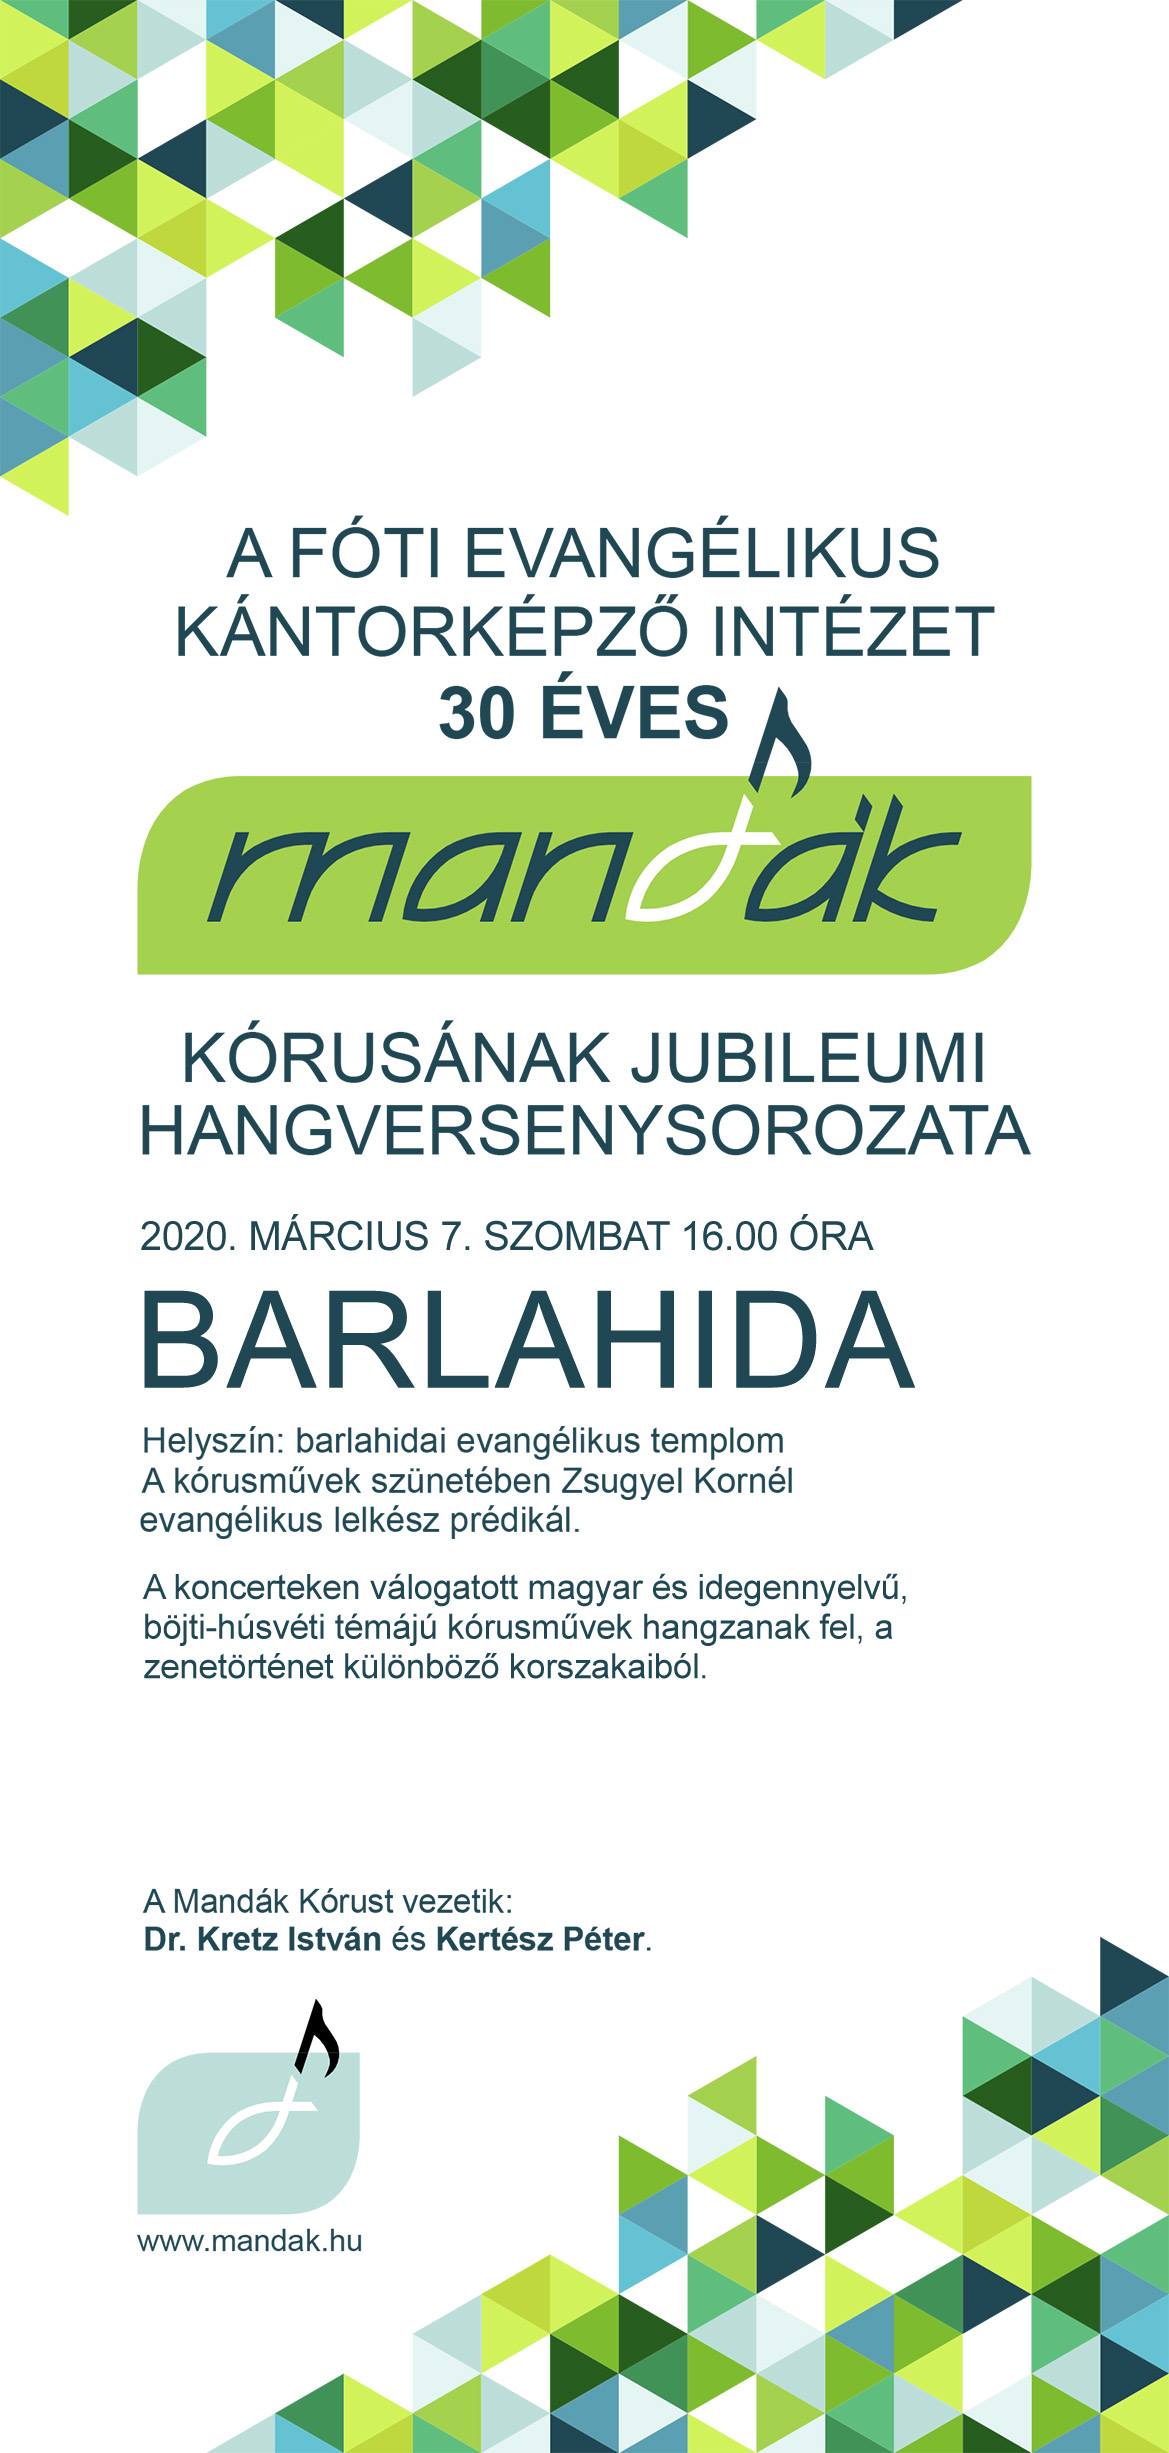 A FÓTI EVANGÉLIKUS
KÁNTORKÉPZŐ INTÉZET
30 ÉVES
mandák
KÓRUSÁNAK JUBILEUMI
HANGVERSENYSOROZATA
2020. MÁRCIUS 7. SZOMBAT 16.00 ÓRA
BARLAHIDA
Helyszín: barlahidai evangélikus templom
A kórusművek szünetében Zsugyel Kornél
evangélikus lelkész prédikál.
A koncerteken válogatott magyar és idegennyelvű,
böjti-húsvéti témájú kórusművek hangzanak fel, a
zenetörténet különböző korszakaiból.
A Mandák Kórust vezetik:
Dr. Kretz István és Kertész Péter.
www.mandak.hu